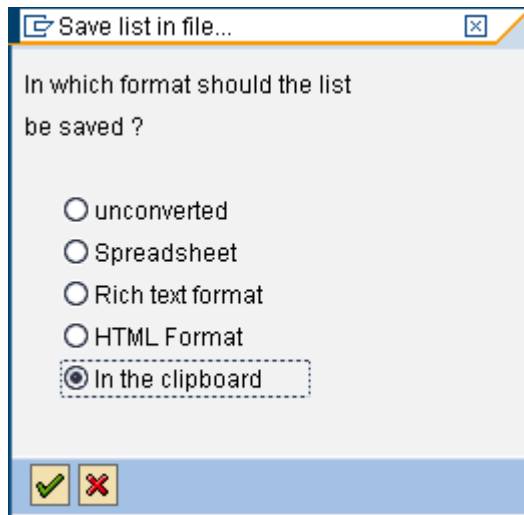 Save list in file...
In which format should the list
be saved ?
unconverted
Spreadsheet
Rich text format
HTML Format
In the clipboard